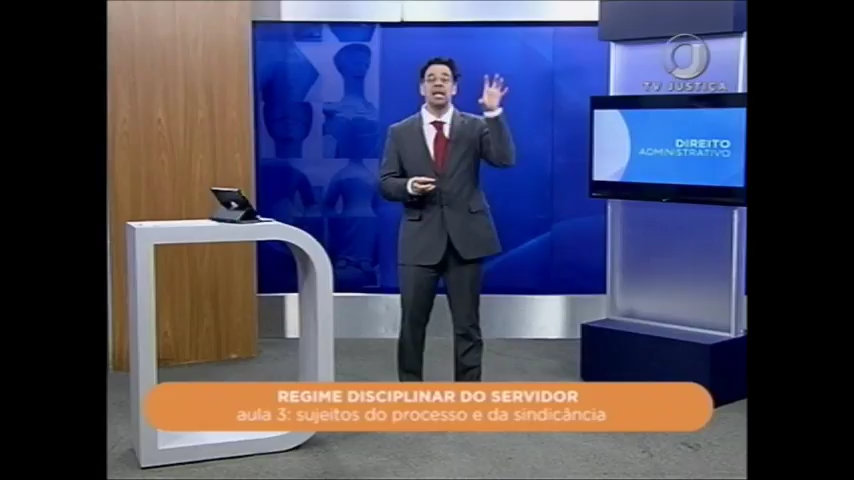 TV JUSTIÇA
DIREITO
ADMINISTRATIVO
REGIME DISCIPLINAR DO SERVIDOR
aula 3: sujeitos do processo e da sindicância